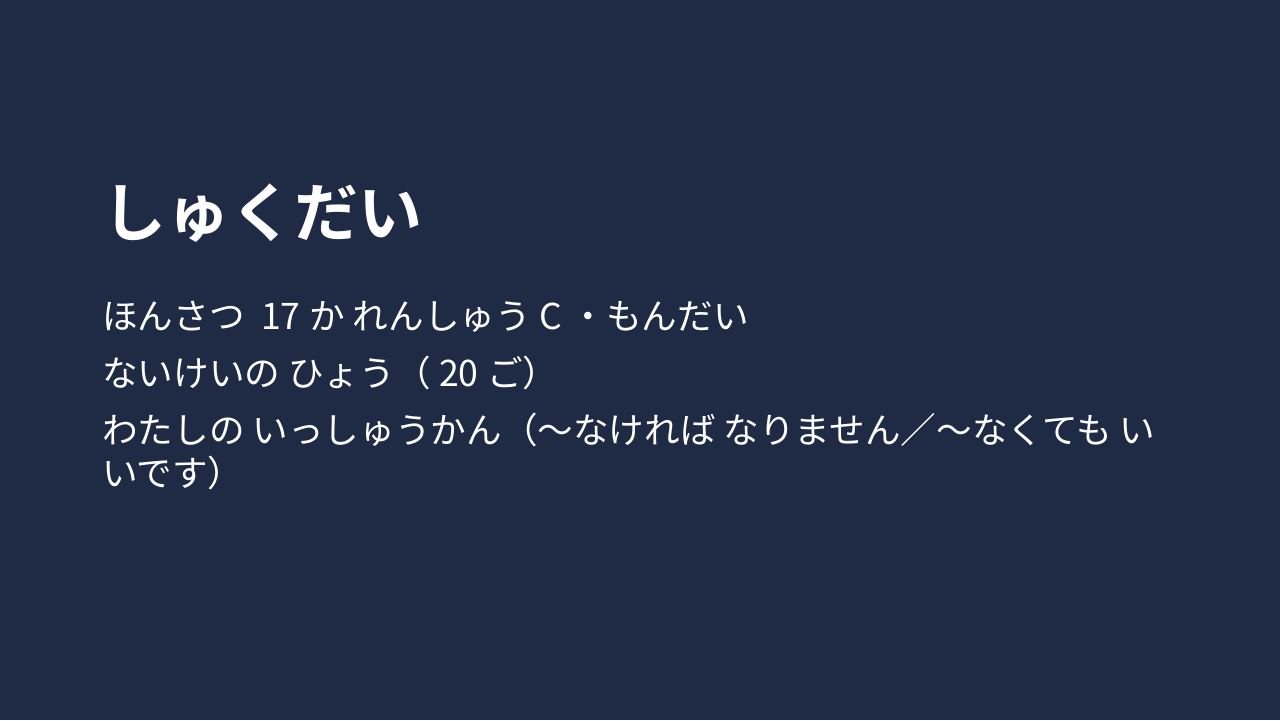 しゅくだい
ほんさつ 17 か れんしゅう C ・もんだい
ないけいの ひょう（ 20 ご）
わたしの いっしゅうかん（～なければ なりません／～なくても い
いです）